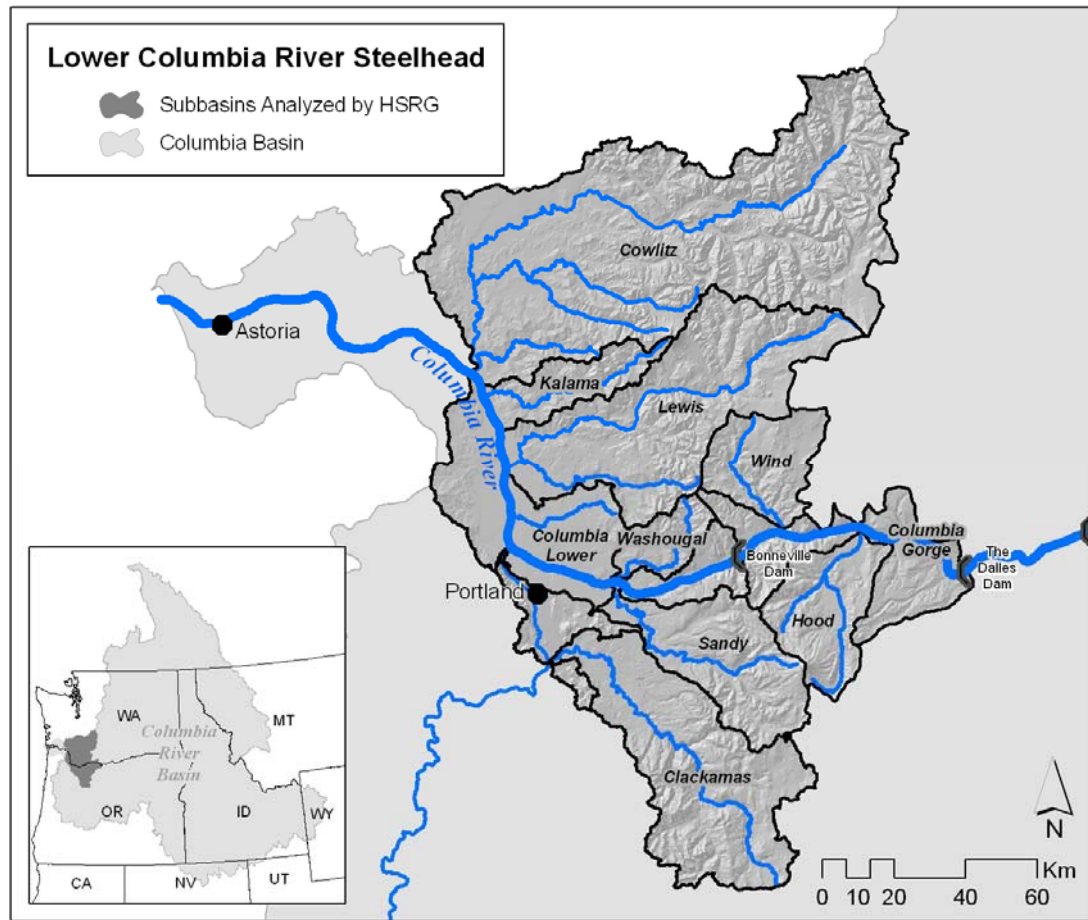 Lower Columbia River Steelhead
Subbasins Analyzed by HSRG
Columbia Basin
Cowlitz
Astoria
Columbia River
Kalama
Lewis
Wind
Columbia
Lower
Washougal
Columbia
Gorge
Bonneville
Dam
The
Dalles
Dam
Portland
Hood
Sandy
Clackamas
WA
MT
Columbia
River
Basin
OR
ID
WY
CA
NV
UT
N
Km
0 10 20 40 60